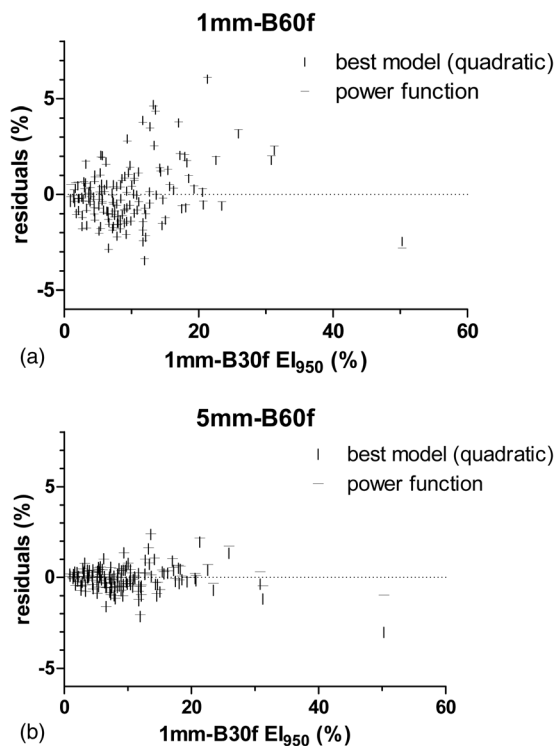 1mm-B60f
best model (quadratic)
power function
residuals (%)
5
0
-5
0 20 40 60
(a)
1mm-B30f EI950 (%)
5mm-B60f
best model (quadratic)
power function
residuals (%)
5
0
-5
0 20 40 60
(b)
1mm-B30f EI950 (%)